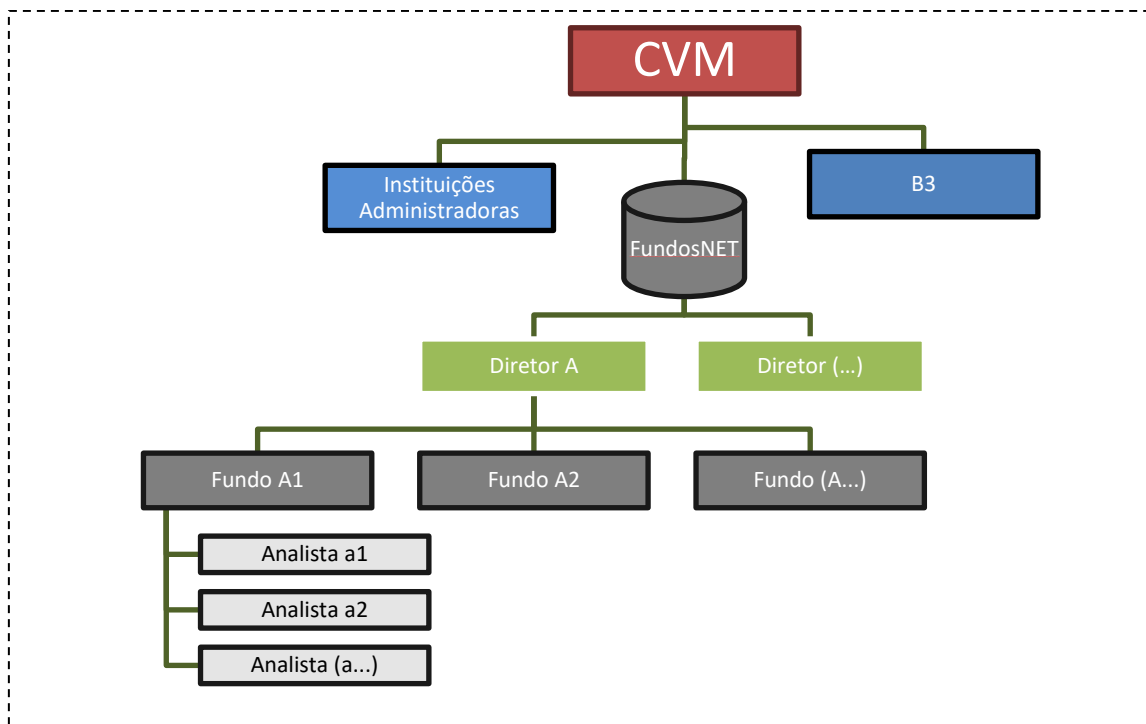 CVM
Instituições
Administradoras
B3
FundosNET
Diretor A
Diretor (...)
Fundo A1
Fundo A2
Fundo (A...)
Analista a1
Analista a2
Analista (a...)